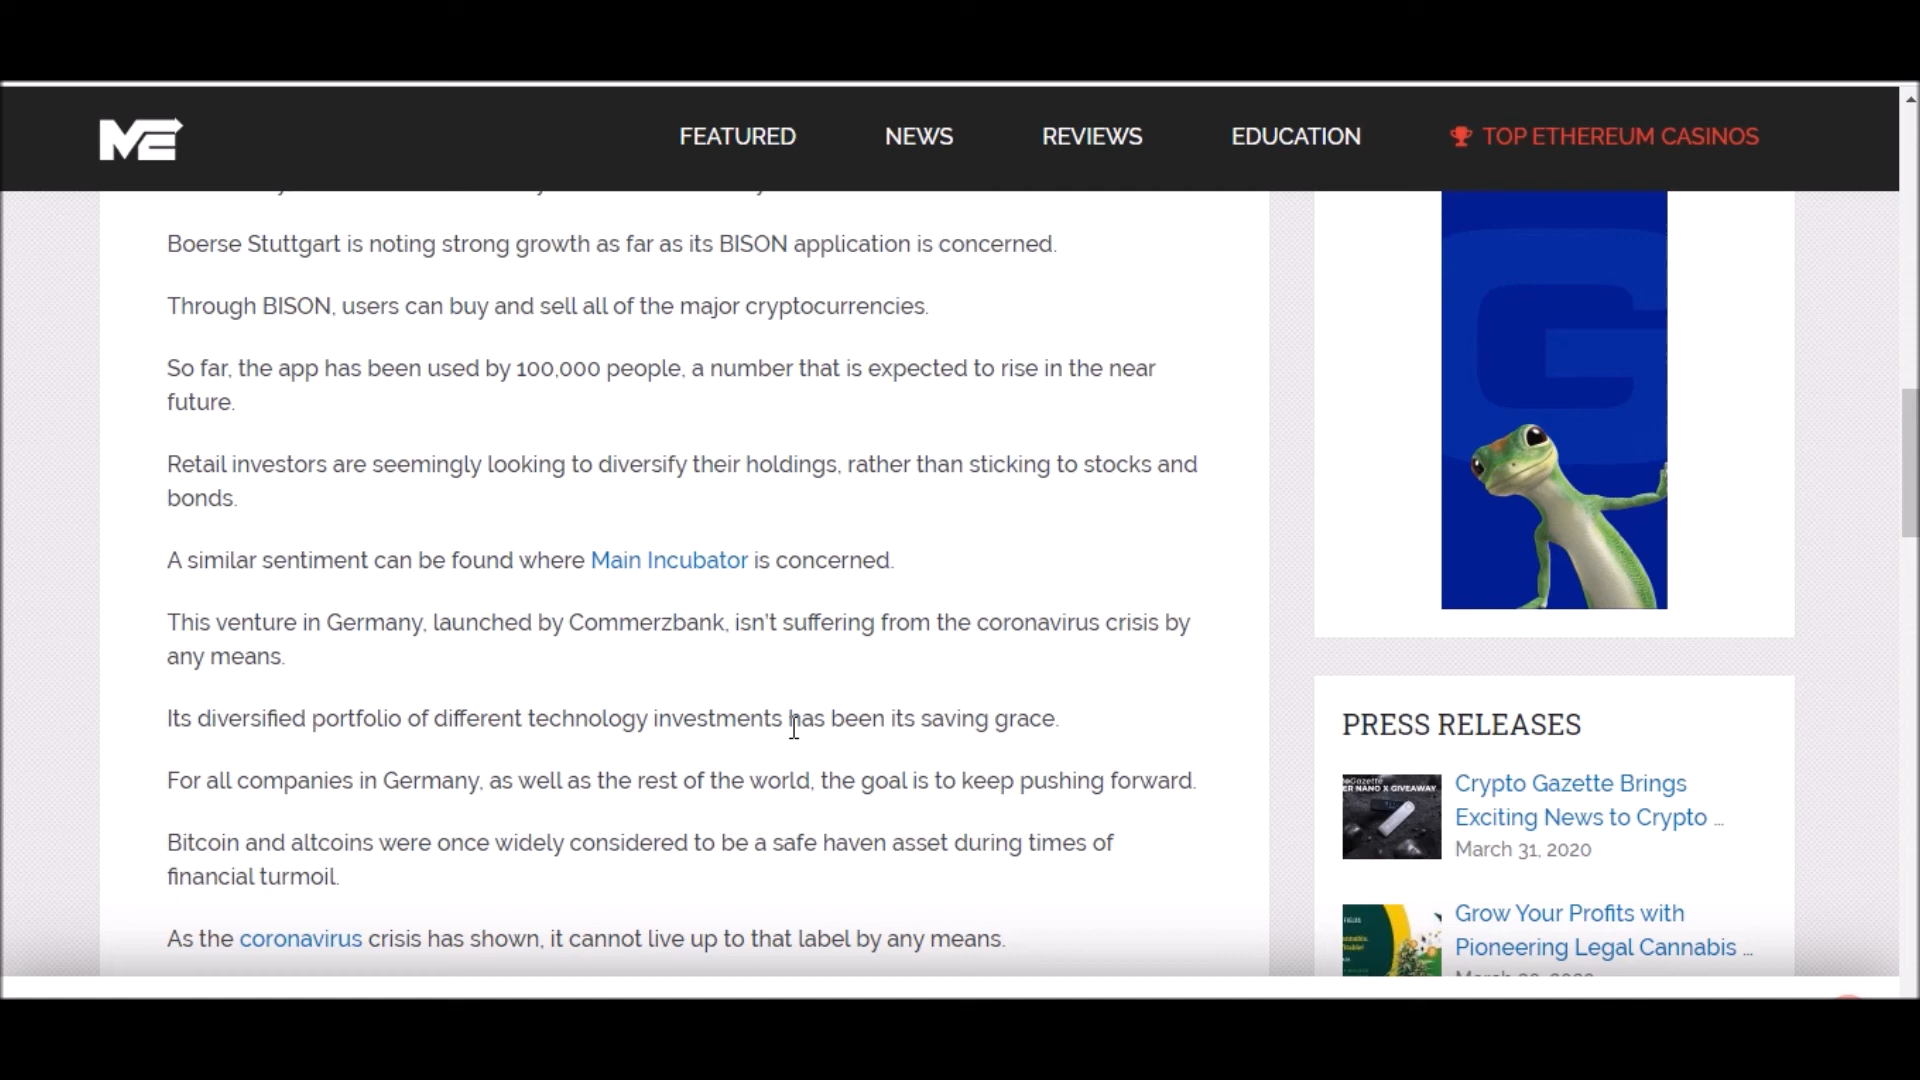 ME
FEATURED
NEWS
REVIEWS
EDUCATION
TOP ETHEREUM CASINOS
Boerse Stuttgart is noting strong growth as far as its BISON application is concerned.
Through BISON, users can buy and sell all of the major cryptocurrencies.
So far, the app has been used by 100,000 people, a number that is expected to rise in the near
future.
Retail investors are seemingly looking to diversify their holdings, rather than sticking to stocks and
bonds.
A similar sentiment can be found where Main Incubator is concerned.
This venture in Germany, launched by Commerzbank, isn't suffering from the coronavirus crisis by
any means.
Its diversified portfolio of different technology investments has been its saving grace.
For all companies in Germany, as well as the rest of the world, the goal is to keep pushing forward.
Bitcoin and altcoins were once widely considered to be a safe haven asset during times of
financial turmoil.
As the coronavirus crisis has shown, it cannot live up to that label by any means.
PRESS RELEASES
NANO X GIVEAWAY
Crypto Gazette Brings
Exciting News to Crypto ...
March 31, 2020
Grow Your Profits with
Pioneering Legal Cannabis ...